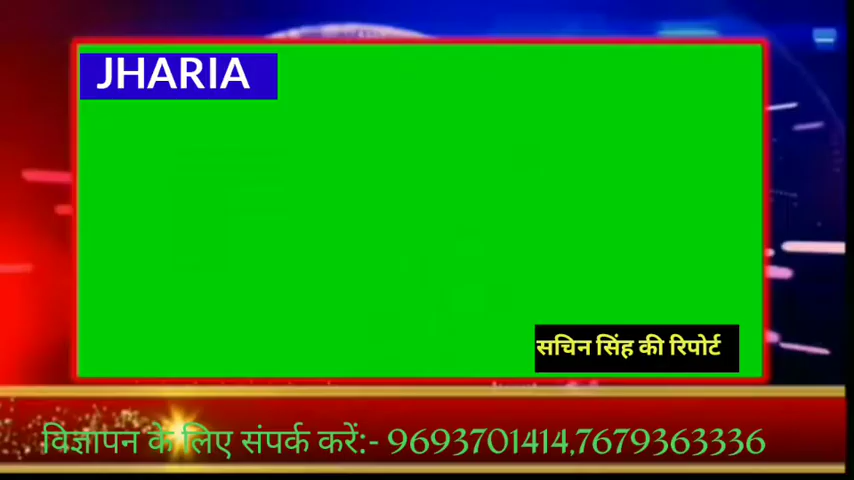 JHARIA
सचिन सिंह की रिपोर्ट
विज्ञापन के लिए संपर्क करें:- 9693701414,7679363336